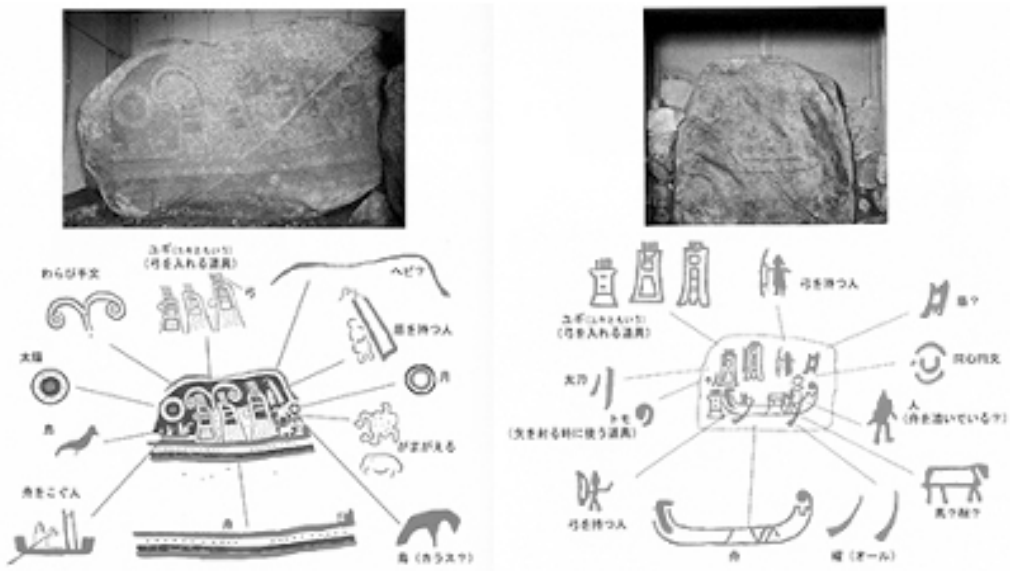 ユギ(ユキともいう)
(弓を入れる道具)
わらび手文
弓
ヘビ?
盾を持つ人
太陽
月
鳥
がまがえる
舟をこぐ人
舟
鳥(カラス?)
弓を持つ人
ユギ(ユキともいう)
(弓を入れる道具)
盾?
同心円文
太刀
トモ
(矢を射る時に使う道具)
人
(舟を漕いでいる?)
弓を持つ人
馬?
舟
櫂(オール)